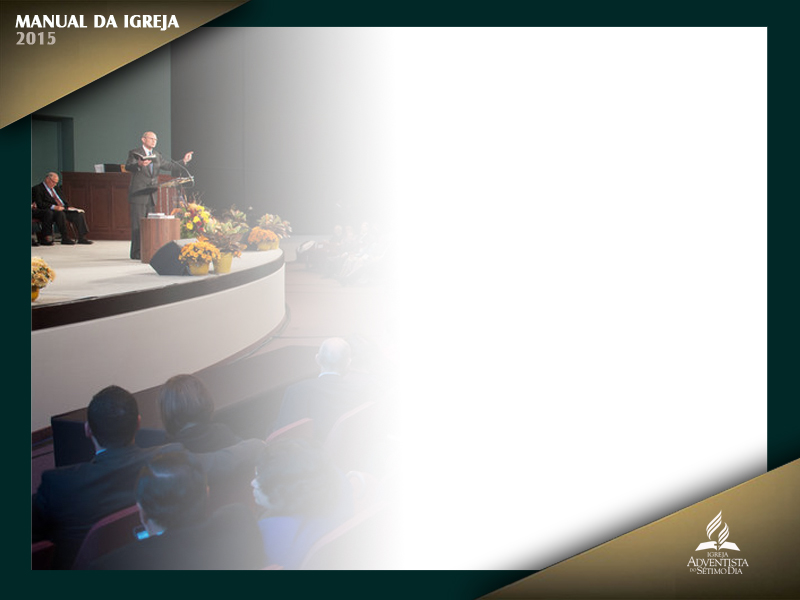 MANUAL DA IGREJA
2015
IGREJA
ADVENTISTA
DO SÉTIMO DIA